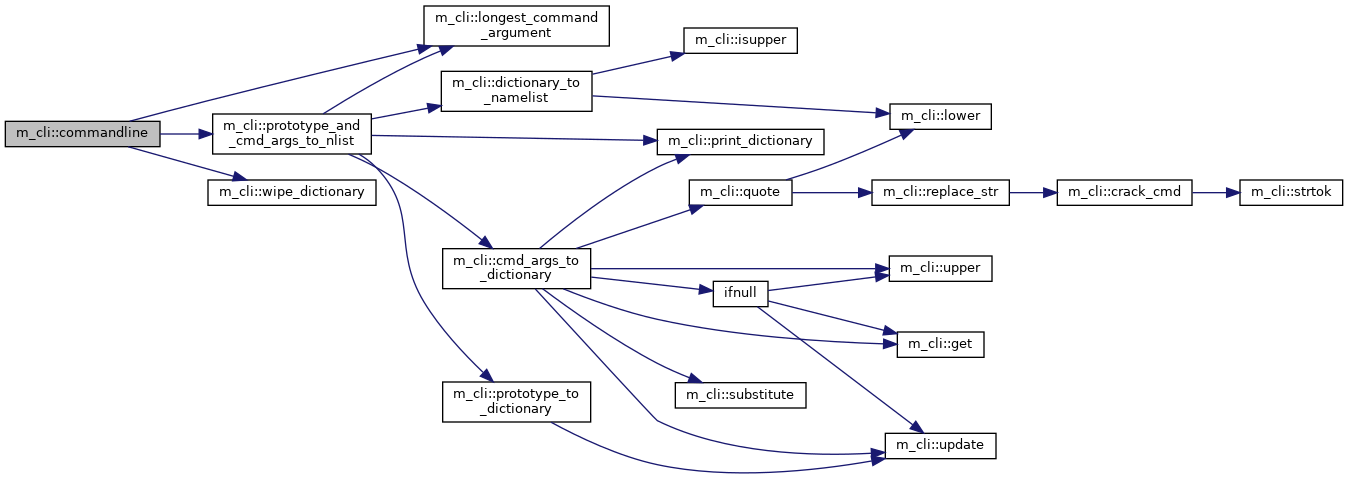 m_cli::commandline
m_cli::longest_command
_argument
m_cli::prototype_and
_cmd_args_to_nlist
m_cli::wipe_dictionary
m_cli::dictionary_to
_namelist
m_cli::isupper
m_cli::lower
m_cli::print_dictionary
m_cli::quote
m_cli::replace_str
m_cli::crack_cmd
m_cli::strtok
m_cli::cmd_args_to
_dictionary
m_cli::upper
ifnull
m_cli::get
m_cli::substitute
m_cli::prototype_to
_dictionary
m_cli::update